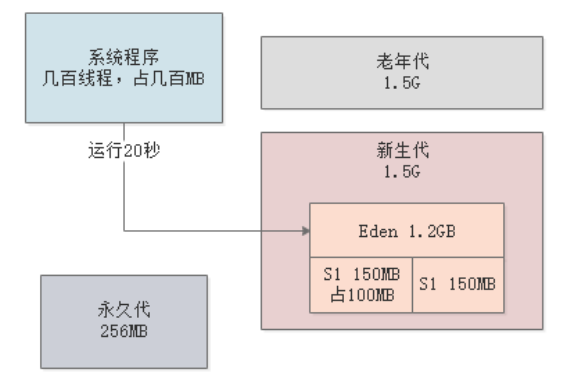 系统程序
几百线程，占几百MB
老年代
1.5G
运行20秒
新生代
1.5G
Eden 1.2GB
S1 150MB
占100MB
S1 150MB
永久代
256MB